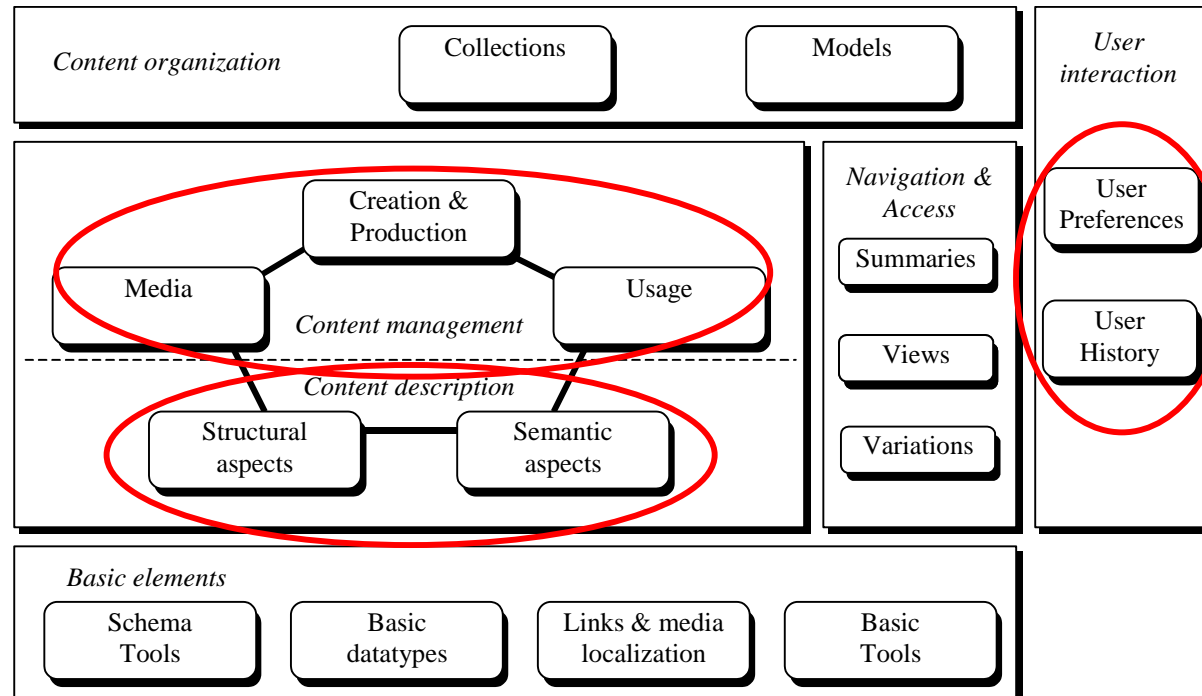 Content organization
Collections
Models
User
interaction
Creation &
Production
Media
Usage
Content management
Content description
Structural
aspects
Semantic
aspects
Navigation &
Access
Summaries
Views
Variations
User
Preferences
User
History
Basic elements
Schema
Tools
Basic
datatypes
Links & media
localization
Basic
Tools